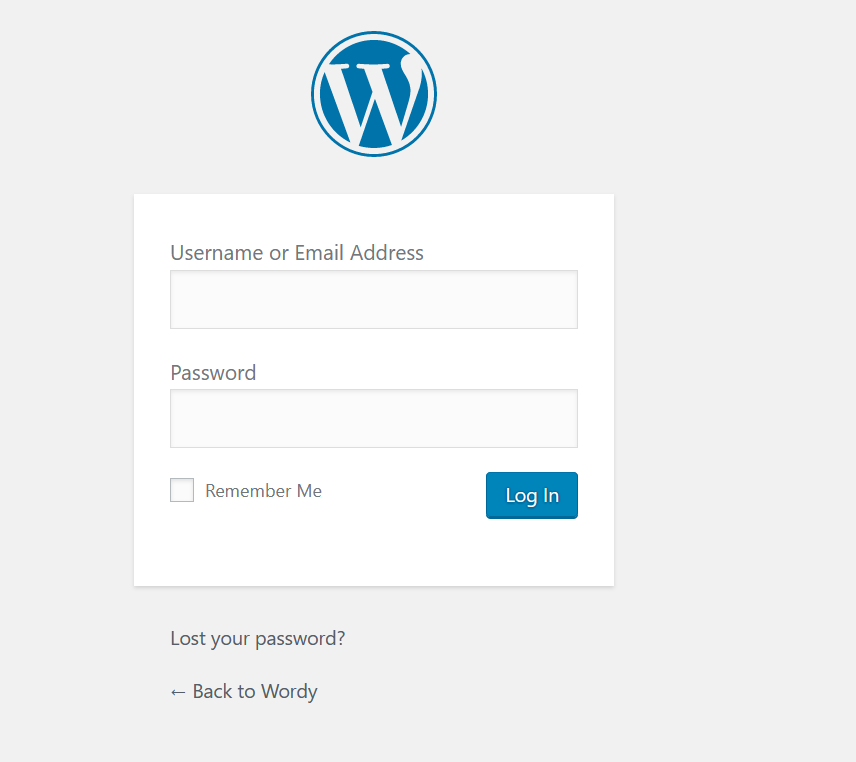 Username or Email Address
Password
Remember Me
Log In
Lost your password?
← Back to Wordy